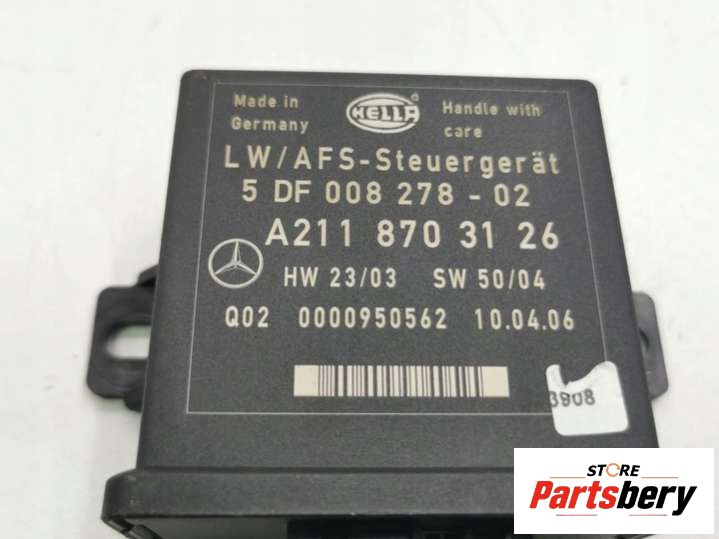 Made in
Germany
HELLA
®
Handle with
care
LW/AFS-Steuergerät
5 DF 008 278 - 02
A211 870 31 26
HW 23/03 SW 50/04
Q02 0000950562 10.04.06
3908
STORE
Partsbery